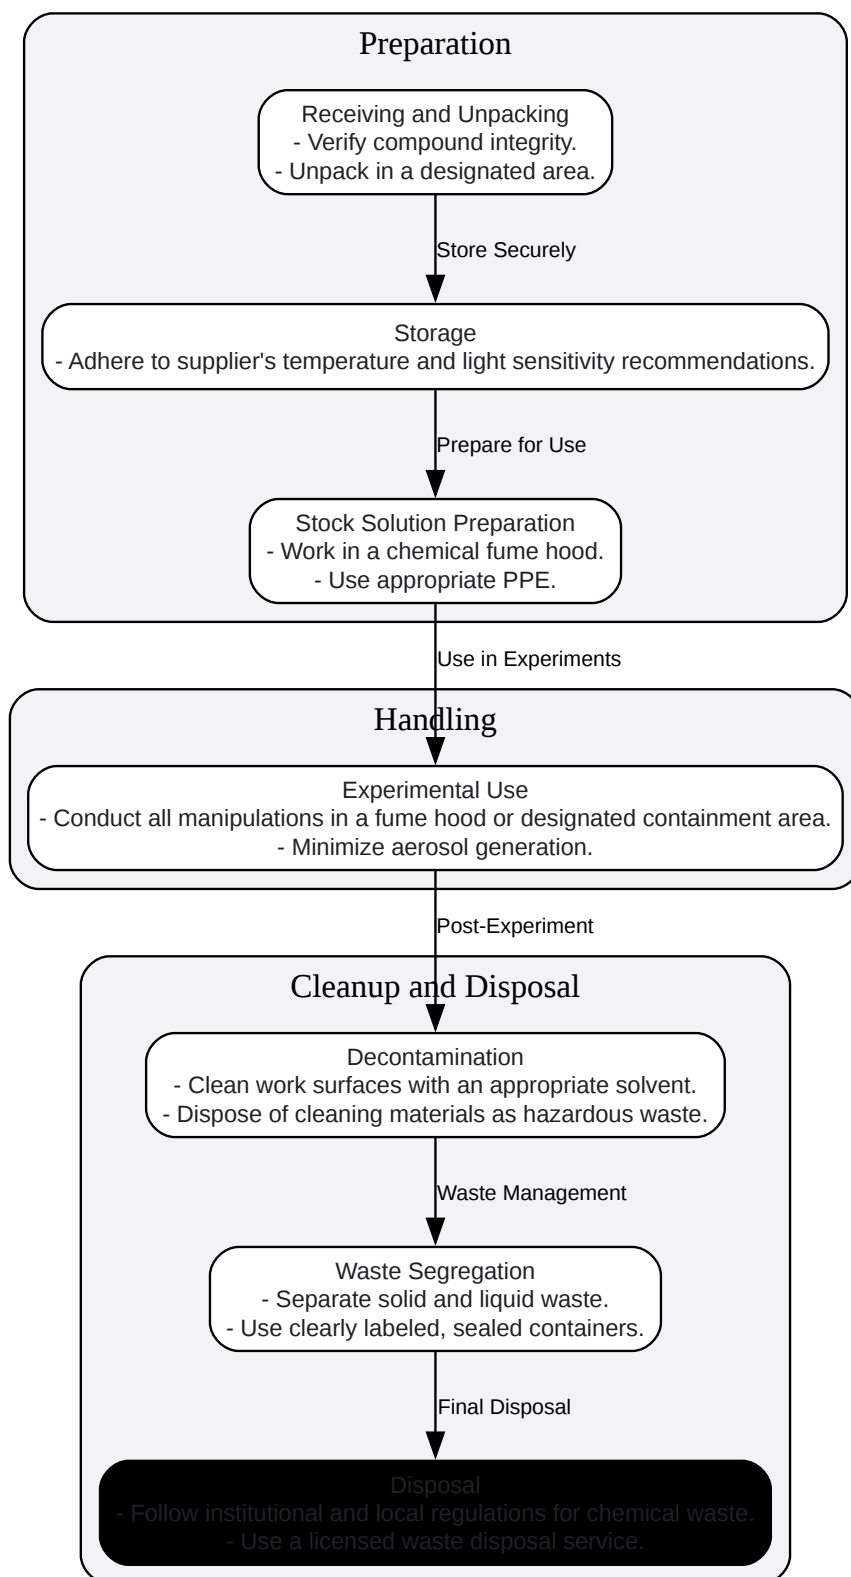 Preparation
Receiving and Unpacking
- Verify compound integrity.
- Unpack in a designated area.
Store Securely
Storage
- Adhere to supplier's temperature and light sensitivity recommendations.
Prepare for Use
Stock Solution Preparation
- Work in a chemical fume hood.
- Use appropriate PPE.
Use in Experiments
Handling
Experimental Use
- Conduct all manipulations in a fume hood or designated containment area.
- Minimize aerosol generation.
Post-Experiment
Cleanup and Disposal
Decontamination
- Clean work surfaces with an appropriate solvent.
- Dispose of cleaning materials as hazardous waste.
Waste Management
Waste Segregation
- Separate solid and liquid waste.
- Use clearly labeled, sealed containers.
Final Disposal
Disposal
- Follow institutional and local regulations for chemical waste.
- Use a licensed waste disposal service.